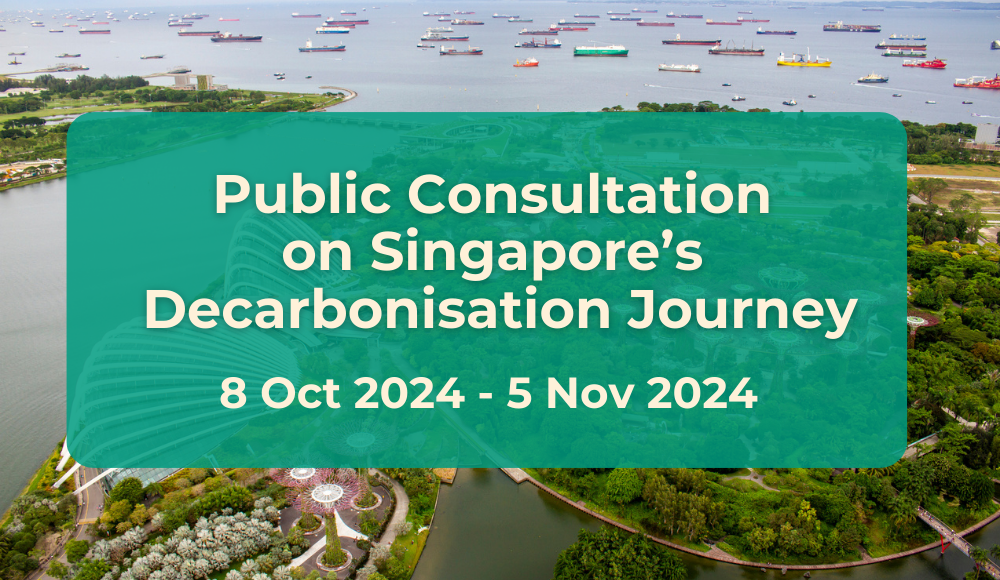 Public Consultation
on Singapore’s
Decarbonisation Journey
8 Oct 2024 - 5 Nov 2024